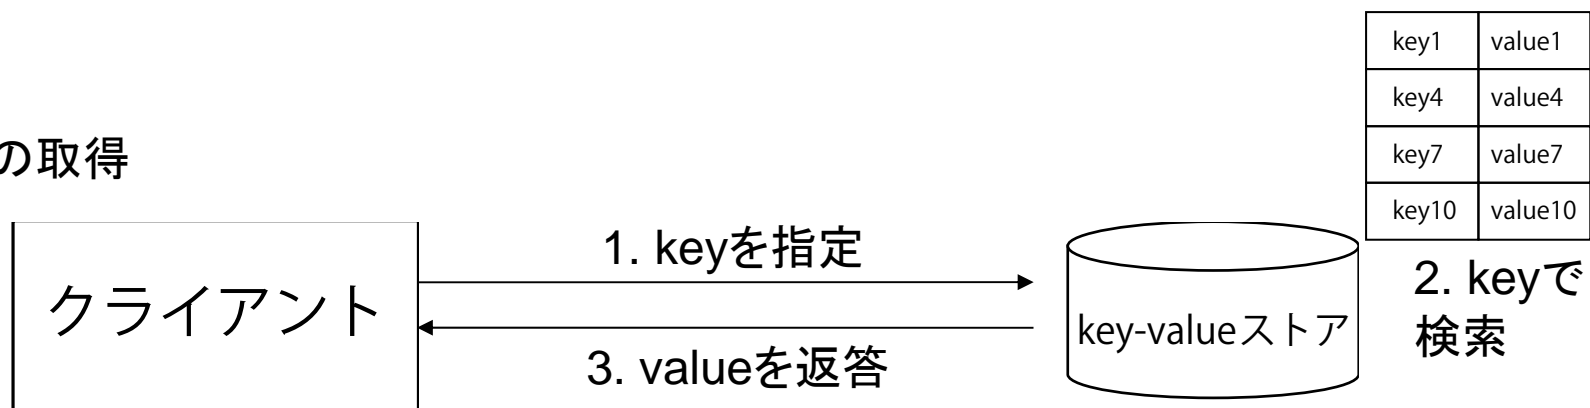 key1 value1
key4 value4
key7 value7
key10 value10
の取得
1. keyを指定
クライアント
3. valueを返答
key-valueストア
2. keyで
検索